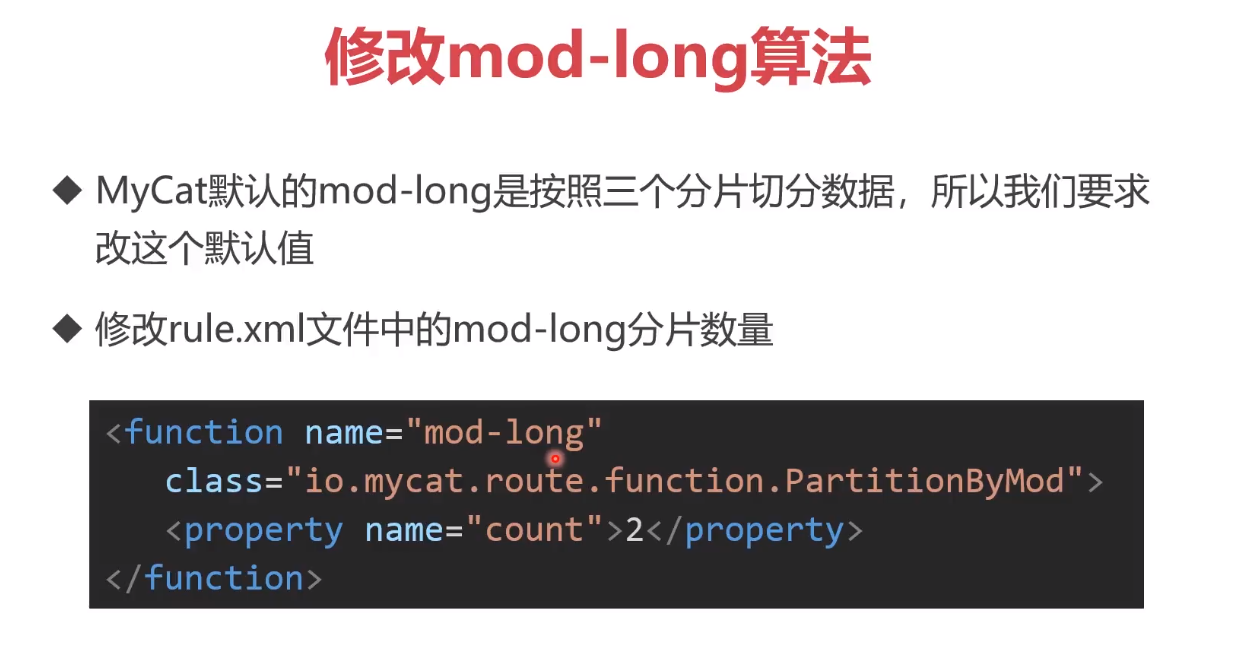 修改mod-long算法
◆ MyCat默认的mod-long是按照三个分片切分数据，所以我们要求
改这个默认值
◆ 修改rule.xml文件中的mod-long分片数量
<function name="mod-long"
class="io.mycat.route.function.PartitionByMod">
<property name="count">2</property>
</function>